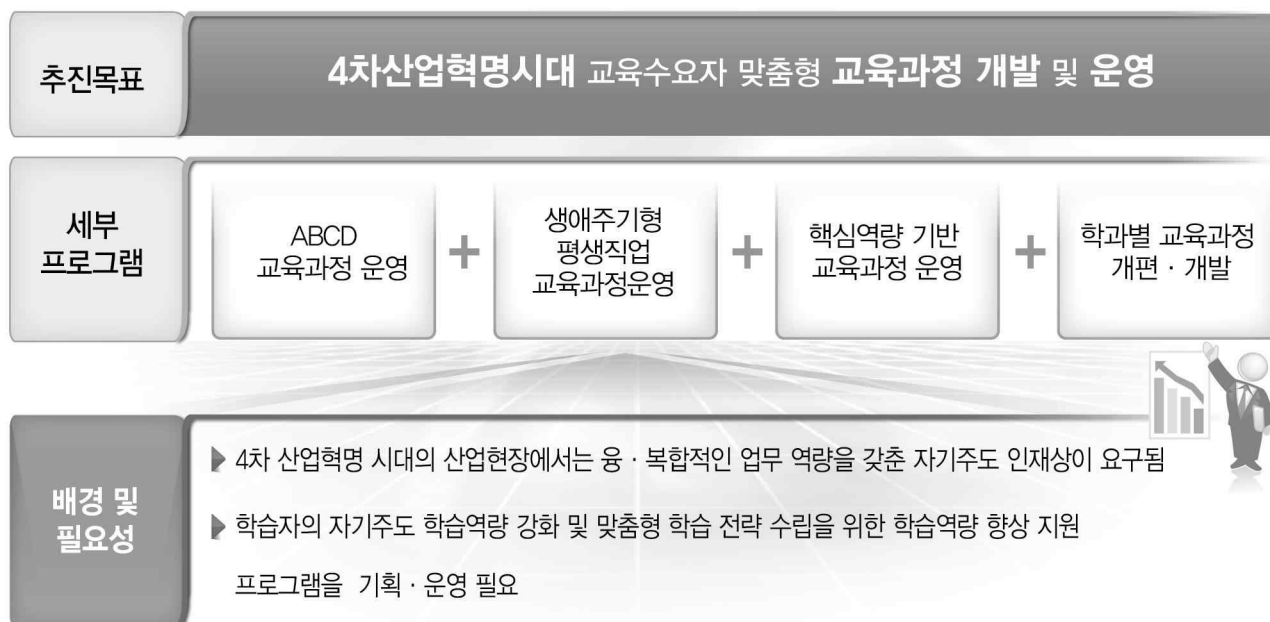 추진목표
4차산업혁명시대 교육수요자 맞춤형 교육과정 개발 및 운영
세부
프로그램
ABCD
교육과정 운영
+
생애주기형
평생직업
교육과정운영
+
핵심역량 기반
교육과정 운영
+
학과별 교육과정
개편 · 개발
배경 및
필요성
4차 산업혁명 시대의 산업현장에서는 융 · 복합적인 업무 역량을 갖춘 자기주도 인재상이 요구됨
학습자의 자기주도 학습역량 강화 및 맞춤형 학습 전략 수립을 위한 학습역량 향상 지원
프로그램을 기획 · 운영 필요